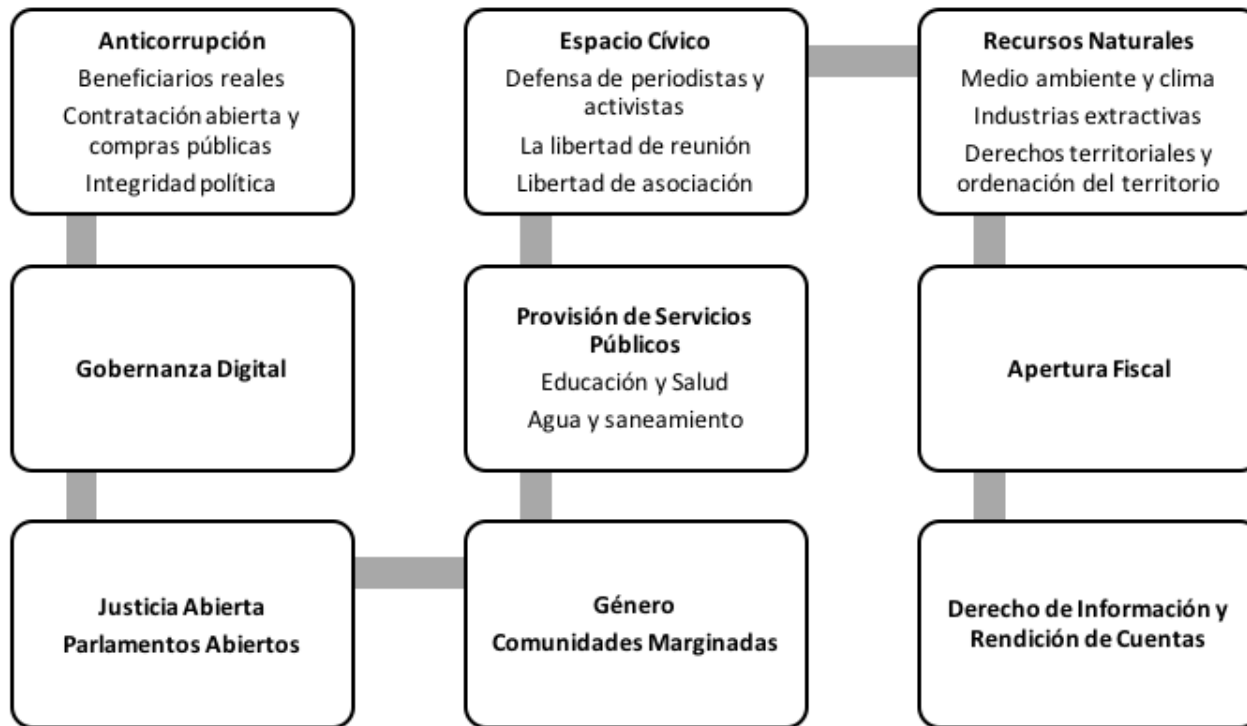 Anticorrupción
Beneficiarios reales
Contratación abierta y
compras públicas
Integridad política
Gobernanza Digital
Justicia Abierta
Parlamentos Abiertos
Género
Comunidades Marginadas
Provisión de Servicios
Públicos
Educación y Salud
Agua y saneamiento
Espacio Cívico
Defensa de periodistas y
activistas
La libertad de reunión
Libertad de asociación
Recursos Naturales
Medio ambiente y clima
Industrias extractivas
Derechos territoriales y
ordenación del territorio
Apertura Fiscal
Derecho de Información y
Rendición de Cuentas